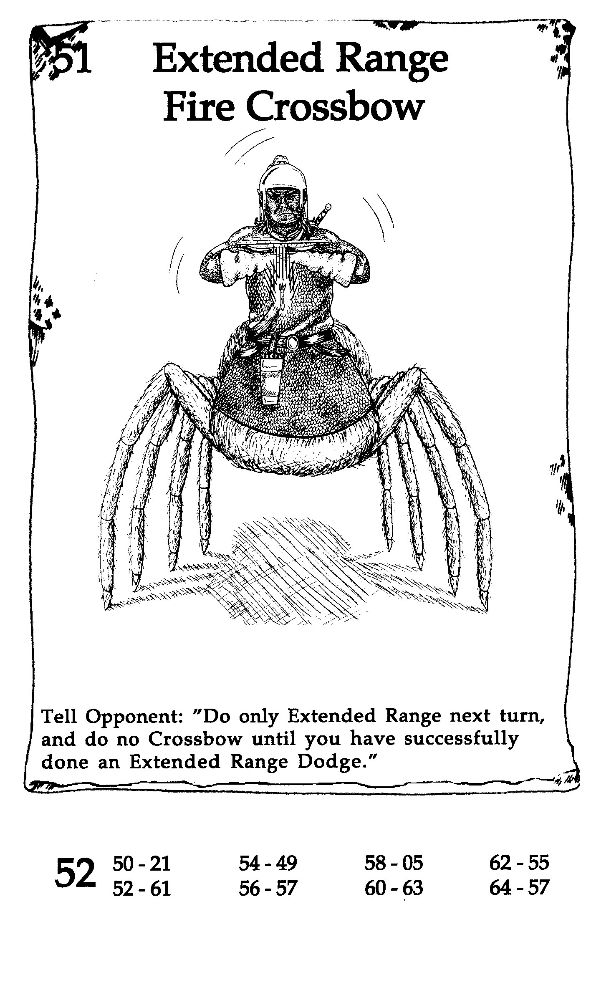 51 Extended Range
Fire Crossbow
Tell Opponent: "Do only Extended Range next turn,
and do no Crossbow until you have successfully
done an Extended Range Dodge."
52 50 - 21 54 - 49 58 - 05 62 - 55
52 - 61 56 - 57 60 - 63 64 - 57